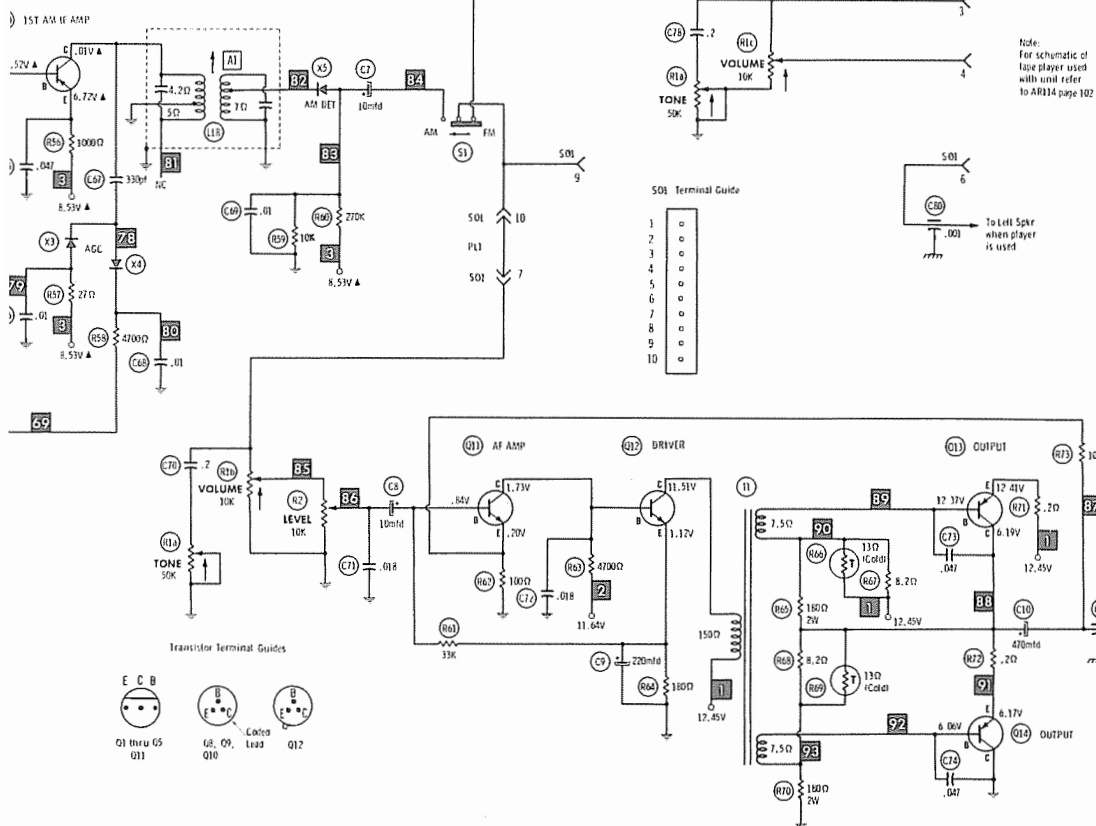 1ST AM IF AMP
C
.01V ▲
.52V ▲
B
E
6.72V ▲
R56
1000Ω
.047
3
8.53V ▲
C67
330pf
4.2Ω
5Ω
A1
7Ω
L18
81
NC
82
X5
AM DET
C7
10mfd
84
AM
FM
S1
83
C69
.01
R59
10K
R60
270K
3
8.53V ▲
X3
AGC
78
X4
79
R57
27Ω
.01
3
8.53V ▲
R58
4700Ω
80
C68
.01
69
SO1
9
SO1
10
PL1
SO1
7
C78
.2
R1c
VOLUME
10K
R1a
TONE
50K
3
4
Note:
For schematic of
tape player used
with unit refer
to AR114 page 102
SO1
6
C80
.001
To Left Spkr
when player
is used
SO1 Terminal Guide
1
2
3
4
5
6
7
8
9
10
C70
.2
R1b
VOLUME
10K
85
R2
LEVEL
10K
R1a
TONE
50K
86
C8
10mfd
C71
.018
Q11
AF AMP
C
1.73V
.84V
B
E
.20V
R62
100Ω
C72
.018
R63
4700Ω
2
11.64V
R61
33K
Q12
DRIVER
C
11.51V
B
E
1.12V
C9
220mfd
R64
180Ω
150Ω
1
12.45V
7.5Ω
89
90
R66
13Ω
(Cold)
T
R67
8.2Ω
1
12.45V
R65
180Ω
2W
R68
8.2Ω
R69
13Ω
(Cold)
T
7.5Ω
93
92
R70
180Ω
2W
Q13
OUTPUT
E
12.41V
12.37V
B
C
6.19V
C73
.047
R71
.2Ω
1
12.45V
88
C10
470mfd
R72
.2Ω
91
E
6.17V
6.06V
B
C
Q14
OUTPUT
C74
.047
R73
87
Transistor Terminal Guides
E C B
Q1 thru Q5
Q11
B
E
C
Q8, Q9,
Q10
Coded
Lead
B
E
C
Q12